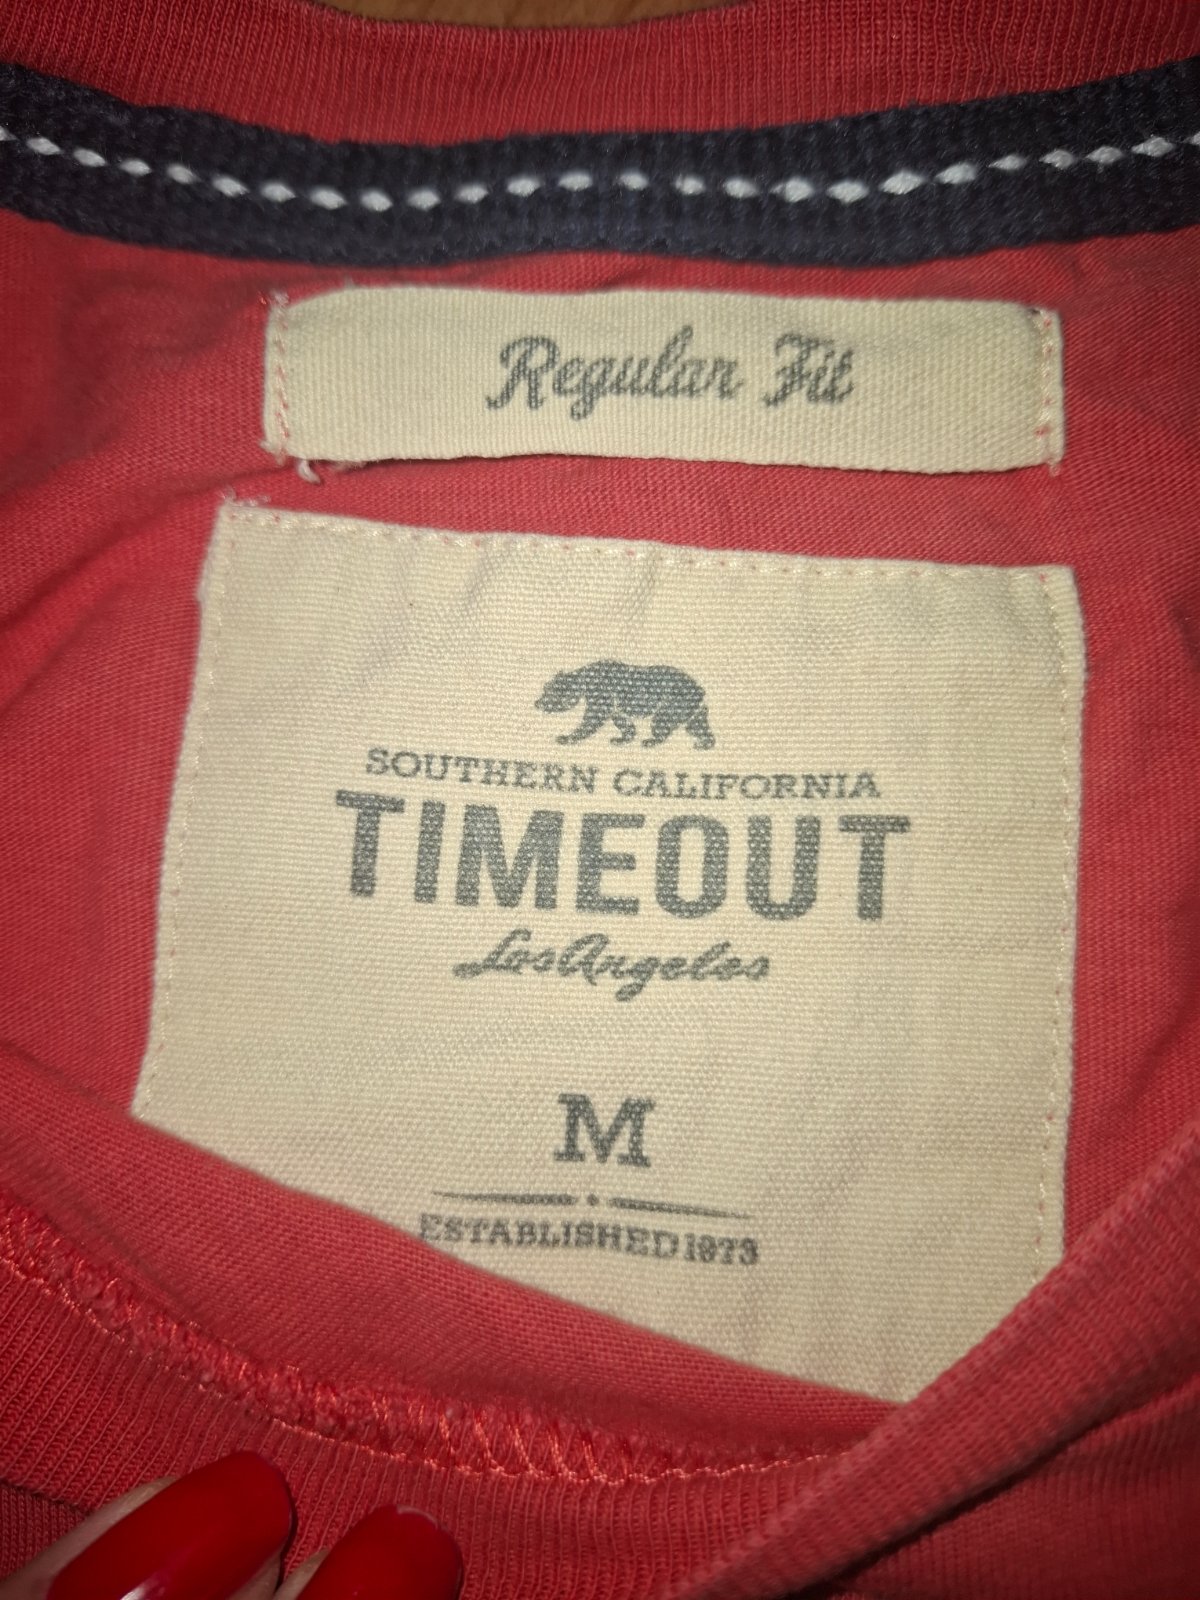 Regular Fit
SOUTHERN CALIFORNIA
TIMEOUT
Los Angeles
M
ESTABLISHED 1973